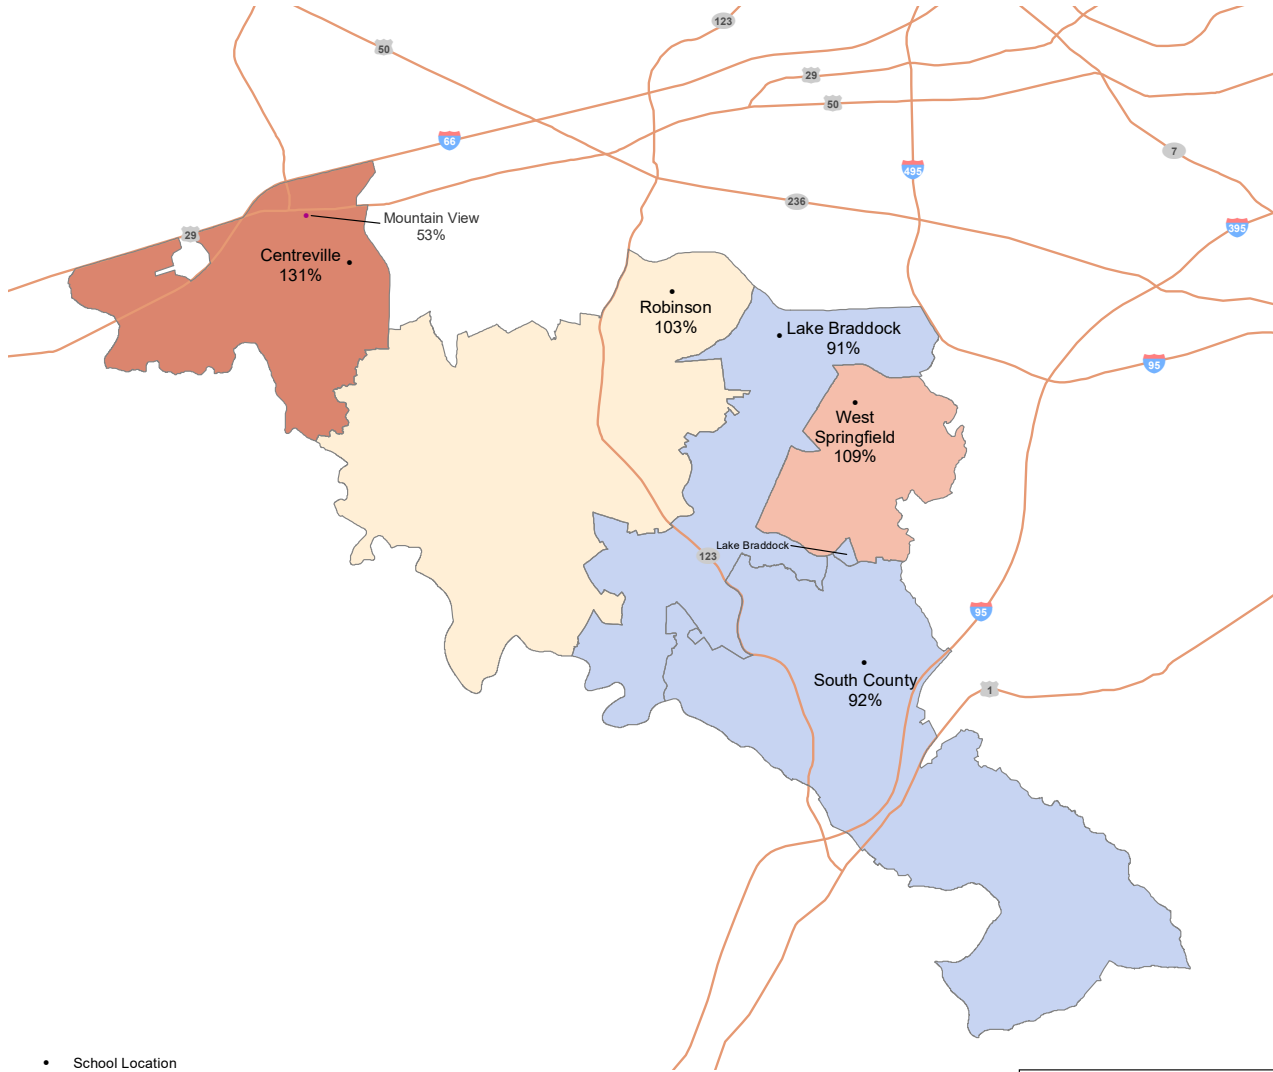 123
50
29
50
66
7
495
236
395
29
Mountain View
53%
Centreville
131%
Robinson
103%
Lake Braddock
91%
95
West
Springfield
109%
Lake Braddock
123
95
South County
92%
1
School Location